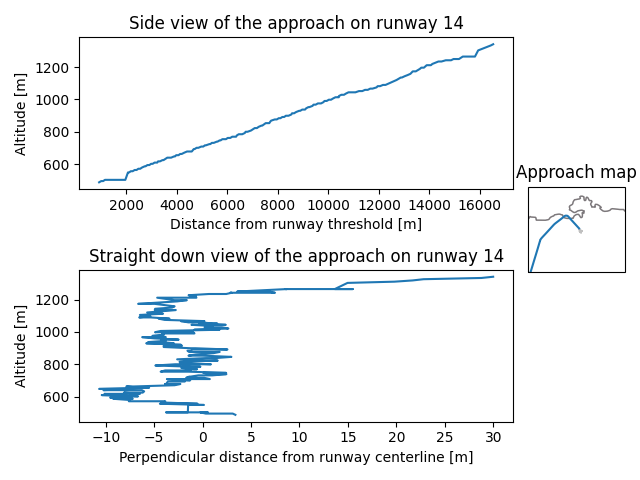 Side view of the approach on runway 14
Altitude [m]
1200
1000
800
600
2000 4000 6000 8000 10000 12000 14000 16000
Distance from runway threshold [m]
Approach map
Straight down view of the approach on runway 14
Altitude [m]
1200
1000
800
600
−10 −5 0 5 10 15 20 25 30
Perpendicular distance from runway centerline [m]